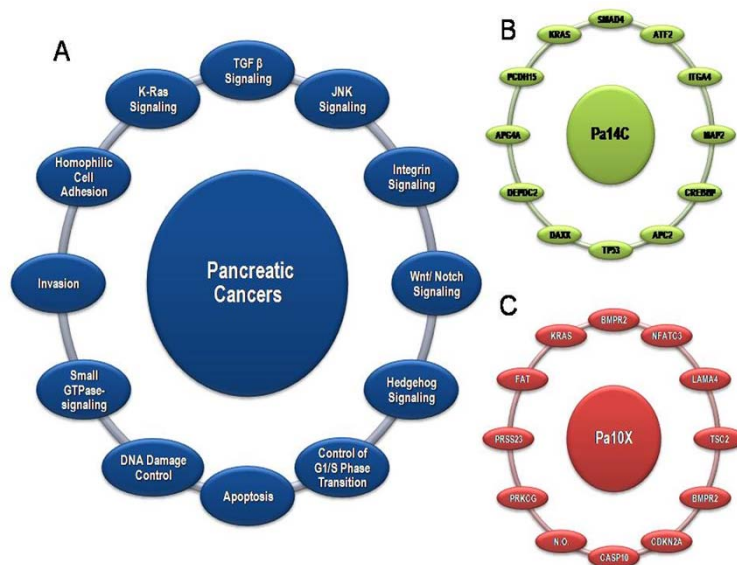 A
TGF β
Signaling
JNK
Signaling
Integrin
Signaling
Wnt/ Notch
Signaling
Hedgehog
Signaling
Control of
G1/S Phase
Transition
Apoptosis
DNA Damage
Control
Small
GTPase-
signaling
Invasion
Homophilic
Cell
Adhesion
K-Ras
Signaling
Pancreatic
Cancers
B
SMAD4
ATF2
ITGA4
MAP2
CREBBP
APC2
TP53
DAXX
DEPDC2
APG4A
PCDH15
KRAS
Pa14C
C
BMPR2
NFATC3
LAMA4
TSC2
BMPR2
CDKN2A
CASP10
N.O
PRKCG
PRSS23
FAT
KRAS
Pa10X